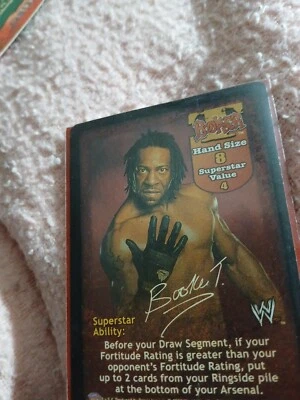 Hand Size
8
Superstar
Value
4
Booker T.
Superstar
Ability:
Before your Draw Segment, if your
Fortitude Rating is greater than your
opponent's Fortitude Rating, put
up to 2 cards from your Ringside pile
at the bottom of your Arsenal.